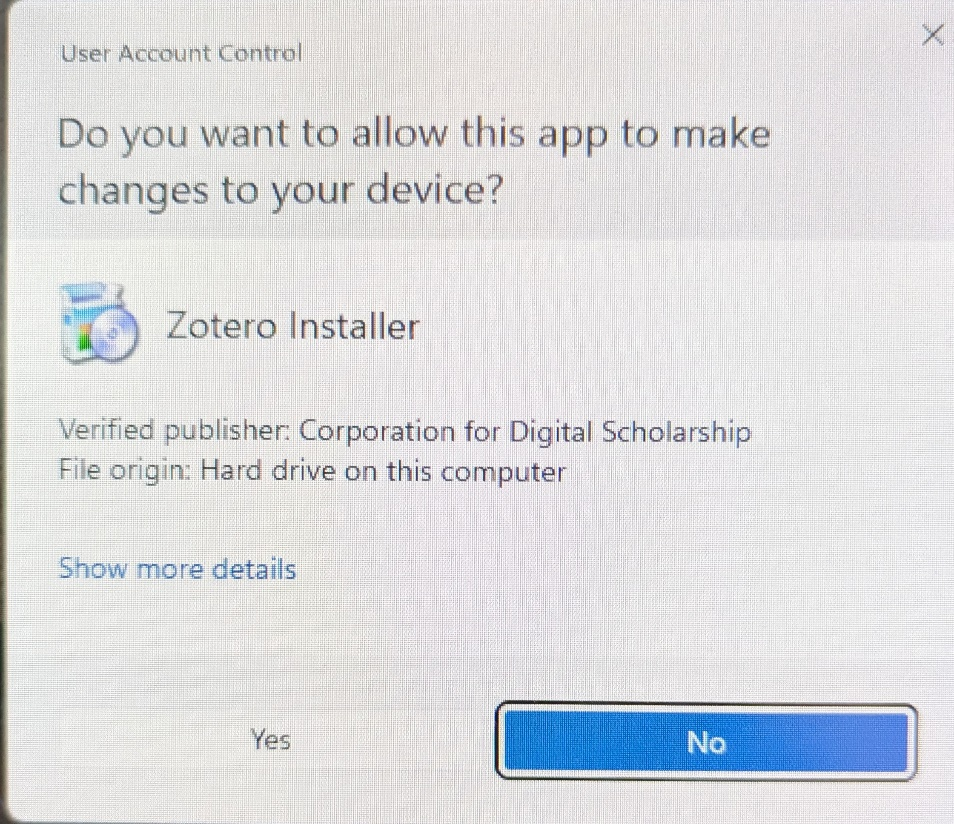 User Account Control
Do you want to allow this app to make
changes to your device?
Zotero Installer
Verified publisher: Corporation for Digital Scholarship
File origin: Hard drive on this computer
Show more details
Yes
No